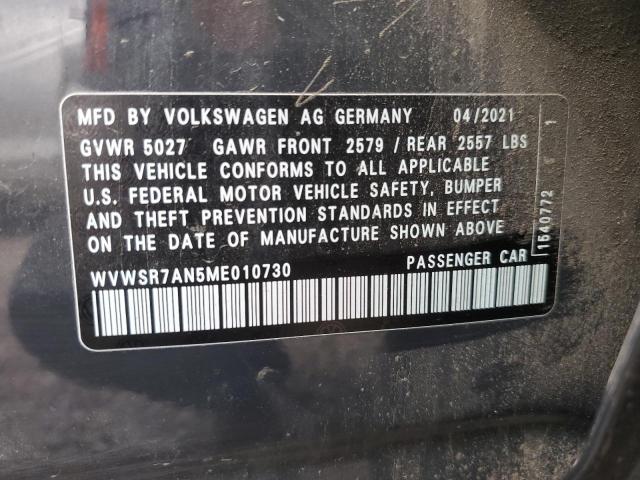 MFD BY VOLKSWAGEN AG GERMANY 04/2021
GVWR 5027 GAWR FRONT 2579 / REAR 2557 LBS
THIS VEHICLE CONFORMS TO ALL APPLICABLE
U.S. FEDERAL MOTOR VEHICLE SAFETY, BUMPER
AND THEFT PREVENTION STANDARDS IN EFFECT
ON THE DATE OF MANUFACTURE SHOWN ABOVE
WVWSR7AN5ME010730 PASSENGER CAR
1540772 1